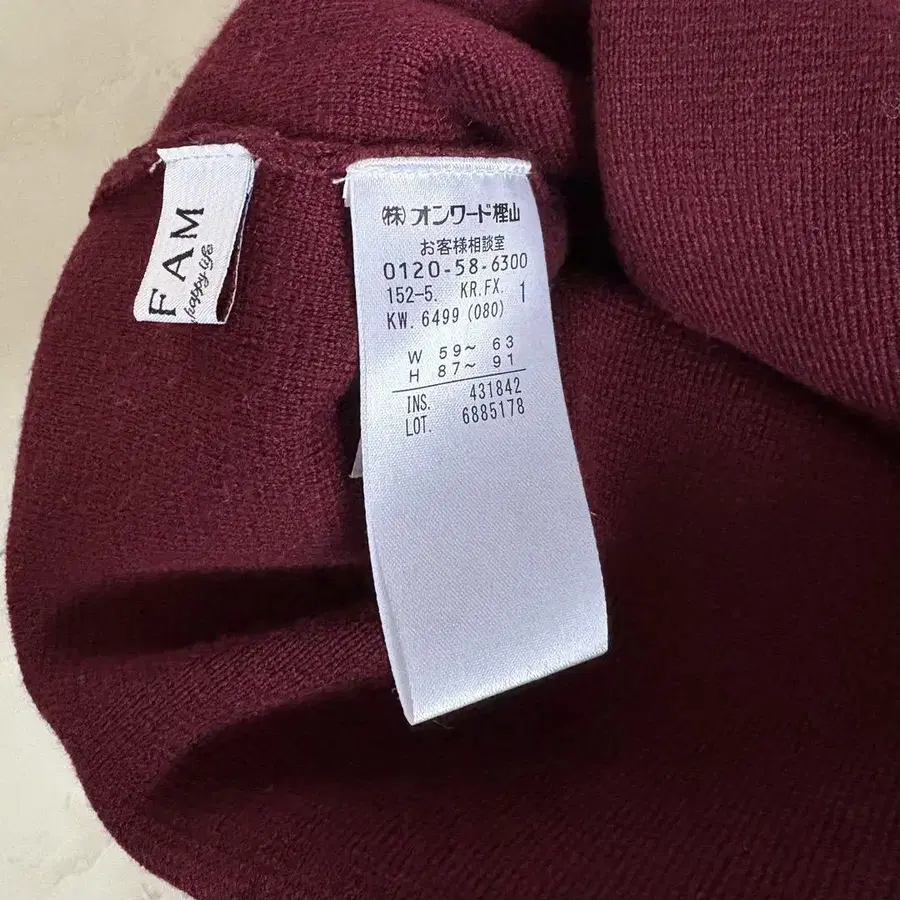 FAM
happy life
㈱オンワード樫山
お客様相談室
0120-58-6300
152-5. KR.FX. 1
KW. 6499 (080)
W 59～ 63
H 87～ 91
INS. 431842
LOT. 6885178